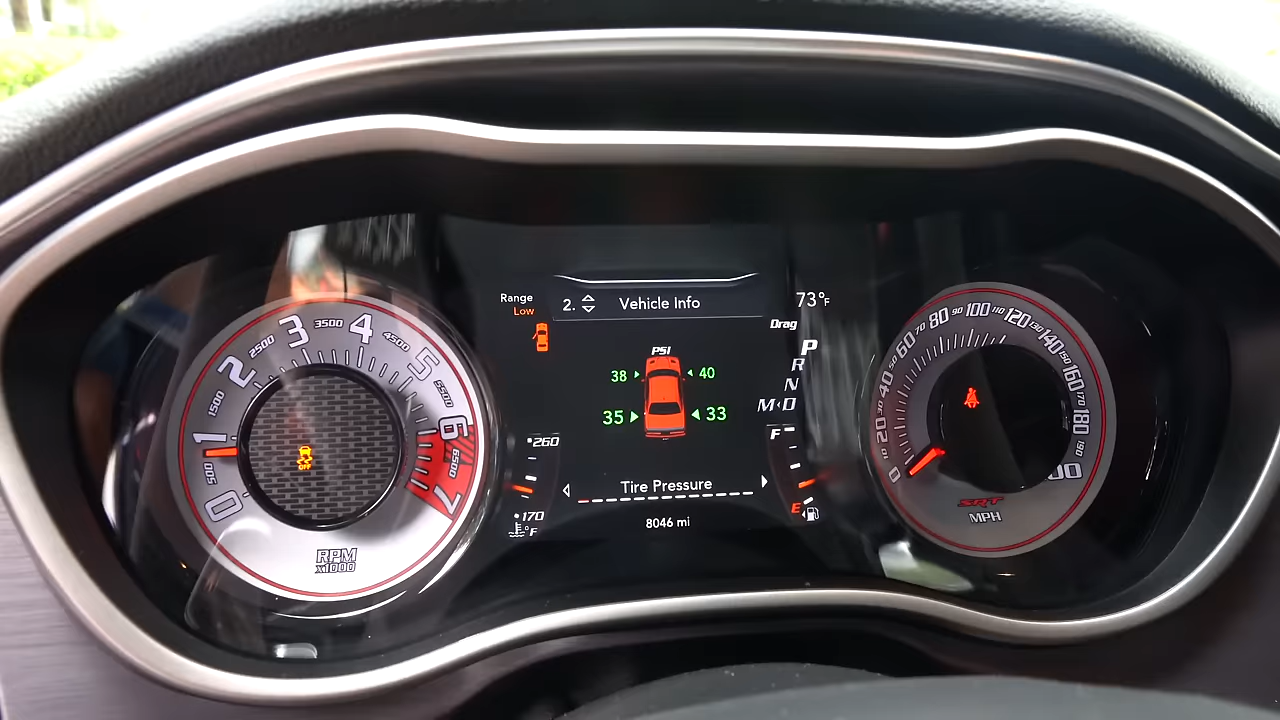 0
500
1
1500
2
2500
3
3500
4
4500
5
5500
6
6500
7
RPM
x1000
OFF
Range
Low
2. Vehicle Info
73°F
Drag
PSI
38 40
35 33
P
R
N
M D
260
170
°F
F
E
Tire Pressure
8046 mi
0
10
20
30
40
50
60
70
80
90
100
110
120
130
140
150
160
170
180
190
SRT
MPH